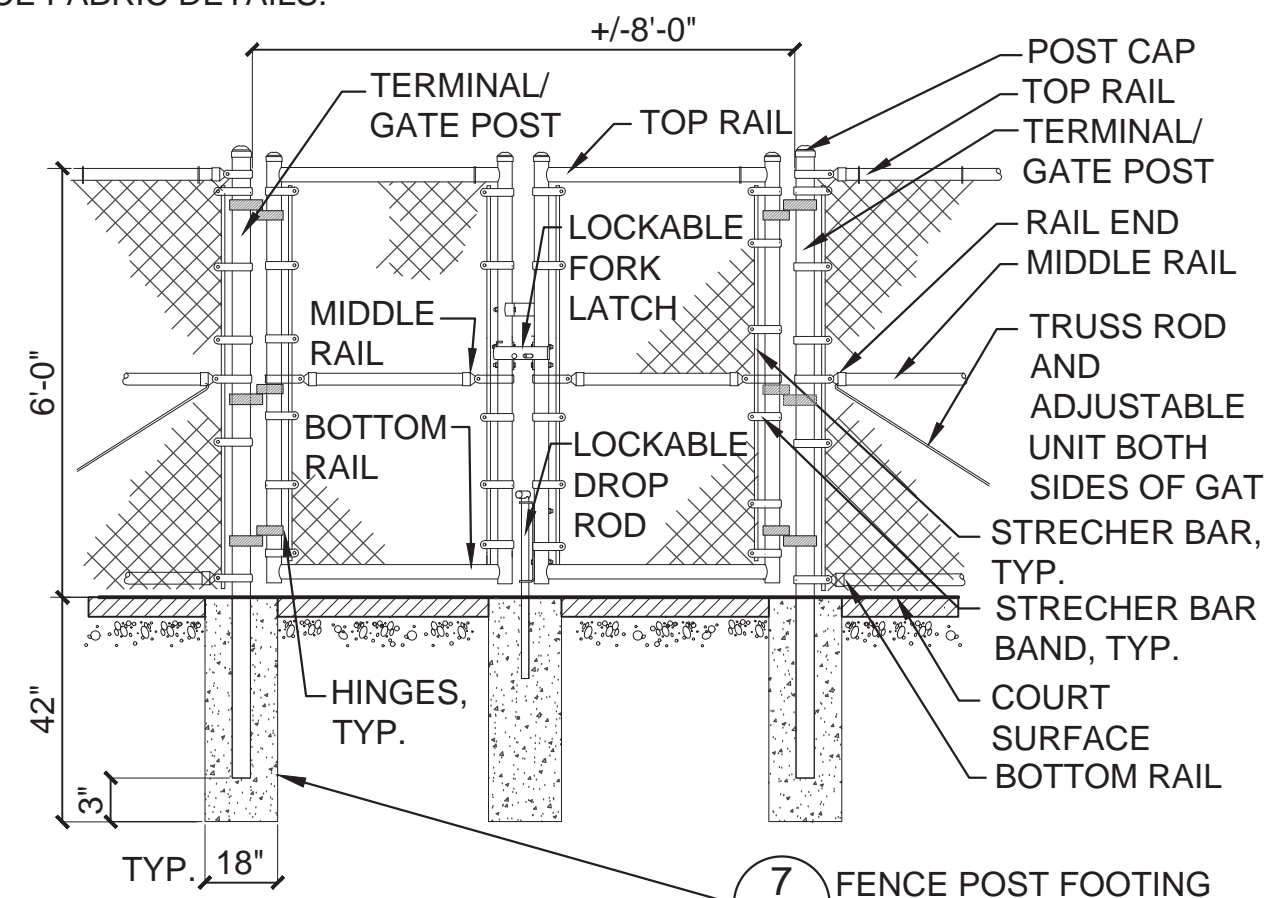 CE FABRIC DETAILS.
+/-8'-0"
POST CAP
TOP RAIL
TERMINAL/
GATE POST
TERMINAL/
GATE POST
TOP RAIL
RAIL END
MIDDLE RAIL
LOCKABLE
FORK
LATCH
MIDDLE
RAIL
TRUSS ROD
AND
ADJUSTABLE
UNIT BOTH
SIDES OF GAT
6'-0"
BOTTOM
RAIL
LOCKABLE
DROP
ROD
STRECHER BAR,
TYP.
STRECHER BAR
BAND, TYP.
HINGES,
TYP.
COURT
SURFACE
BOTTOM RAIL
42"
3"
TYP. 18"
7 FENCE POST FOOTING